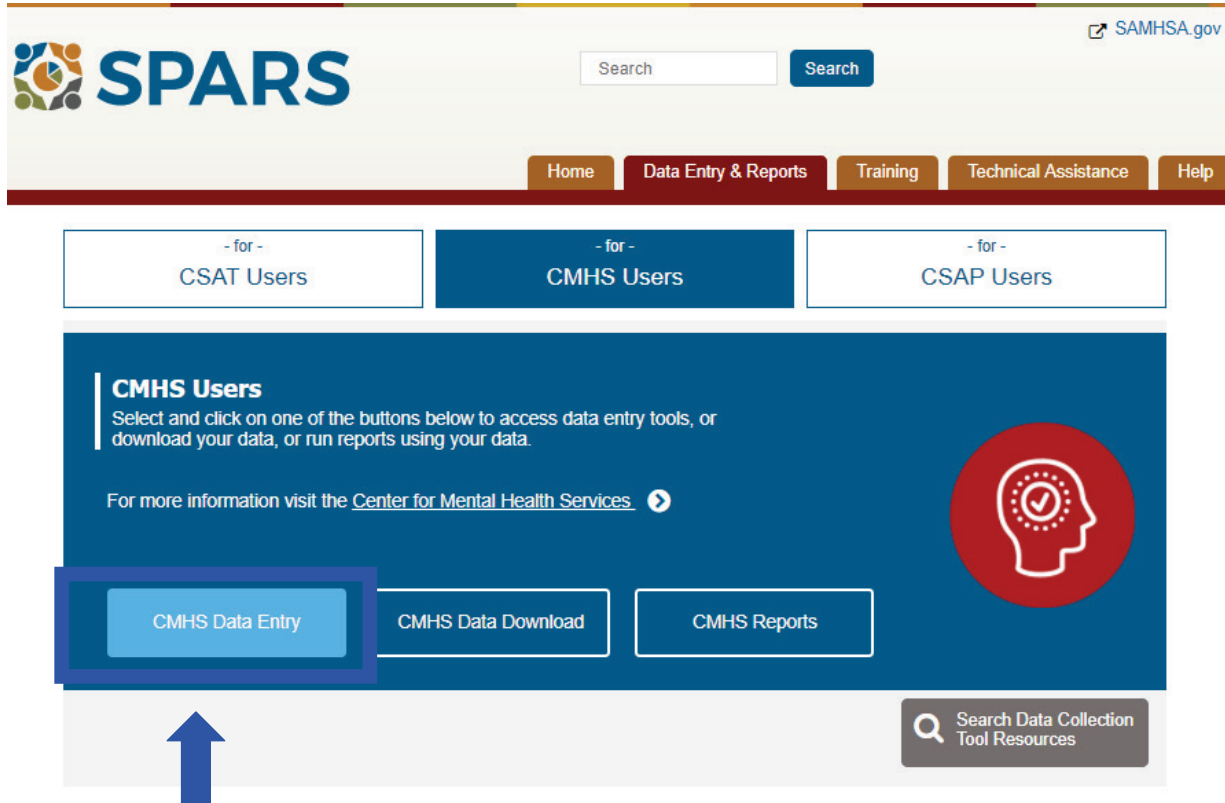 SAMHSA.gov
SPARS
Search
Search
Home
Data Entry & Reports
Training
Technical Assistance
Help
- for -
CSAT Users
- for -
CMHS Users
- for -
CSAP Users
CMHS Users
Select and click on one of the buttons below to access data entry tools, or
download your data, or run reports using your data.
For more information visit the Center for Mental Health Services
CMHS Data Entry
CMHS Data Download
CMHS Reports
Search Data Collection
Tool Resources